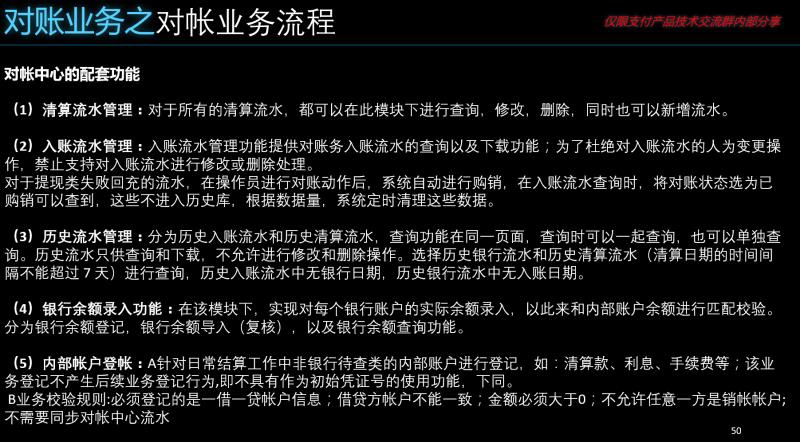 对账业务之对帐业务流程
仅限支付产品技术交流群内部分享
对帐中心的配套功能
（1）清算流水管理：对于所有的清算流水，都可以在此模块下进行查询，修改，删除，同时也可以新增流水。
（2）入账流水管理：入账流水管理功能提供对账务入账流水的查询以及下载功能；为了杜绝对入账流水的人为变更操
作，禁止支持对入账流水进行修改或删除处理。
对于提现类失败回充的流水，在操作员进行对账动作后，系统自动进行购销，在入账流水查询时，将对账状态选为已
购销可以查到，这些不进入历史库，根据数据量，系统定时清理这些数据。
（3）历史流水管理：分为历史入账流水和历史清算流水，查询功能在同一页面，查询时可以一起查询，也可以单独查
询。历史流水只供查询和下载，不允许进行修改和删除操作。选择历史银行流水和历史清算流水（清算日期的时间间
隔不能超过 7 天）进行查询，历史入账流水中无银行日期，历史银行流水中无入账日期。
（4）银行余额录入功能：在该模块下，实现对每个银行账户的实际余额录入，以此来和内部账户余额进行匹配校验。
分为银行余额登记，银行余额导入（复核），以及银行余额查询功能。
（5）内部帐户登帐：A针对日常结算工作中非银行待查类的内部账户进行登记，如：清算款、利息、手续费等；该业
务登记不产生后续业务登记行为,即不具有作为初始凭证号的使用功能，下同。
B业务校验规则:必须登记的是一借一贷帐户信息；借贷方帐户不能一致；金额必须大于0；不允许任意一方是销帐帐户;
不需要同步对帐中心流水
50